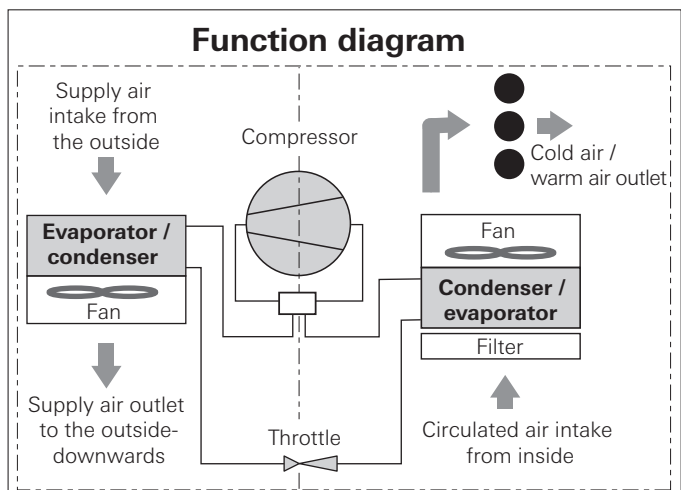 Function diagram
Supply air
intake from
the outside
Compressor
Cold air /
warm air outlet
Evaporator /
condenser
Fan
Fan
Condenser /
evaporator
Filter
Supply air outlet
to the outside-
downwards
Throttle
Circulated air intake
from inside